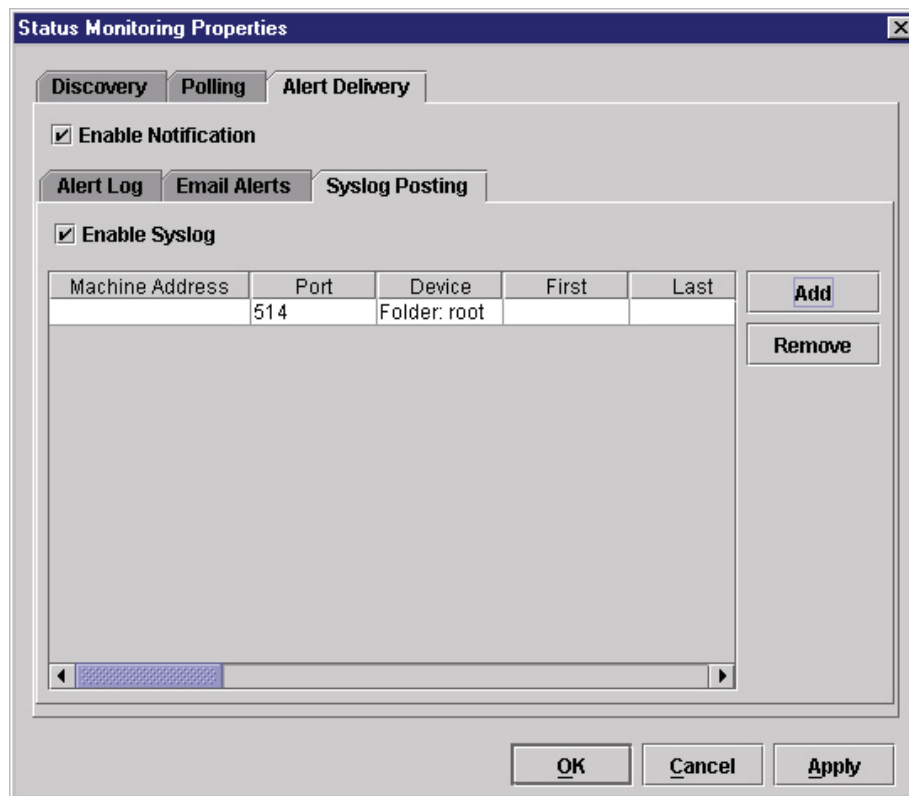 Status Monitoring Properties
Discovery Polling Alert Delivery
Enable Notification
Alert Log Email Alerts Syslog Posting
Enable Syslog
Machine Address Port Device First Last
514 Folder: root
Add
Remove
OK Cancel Apply